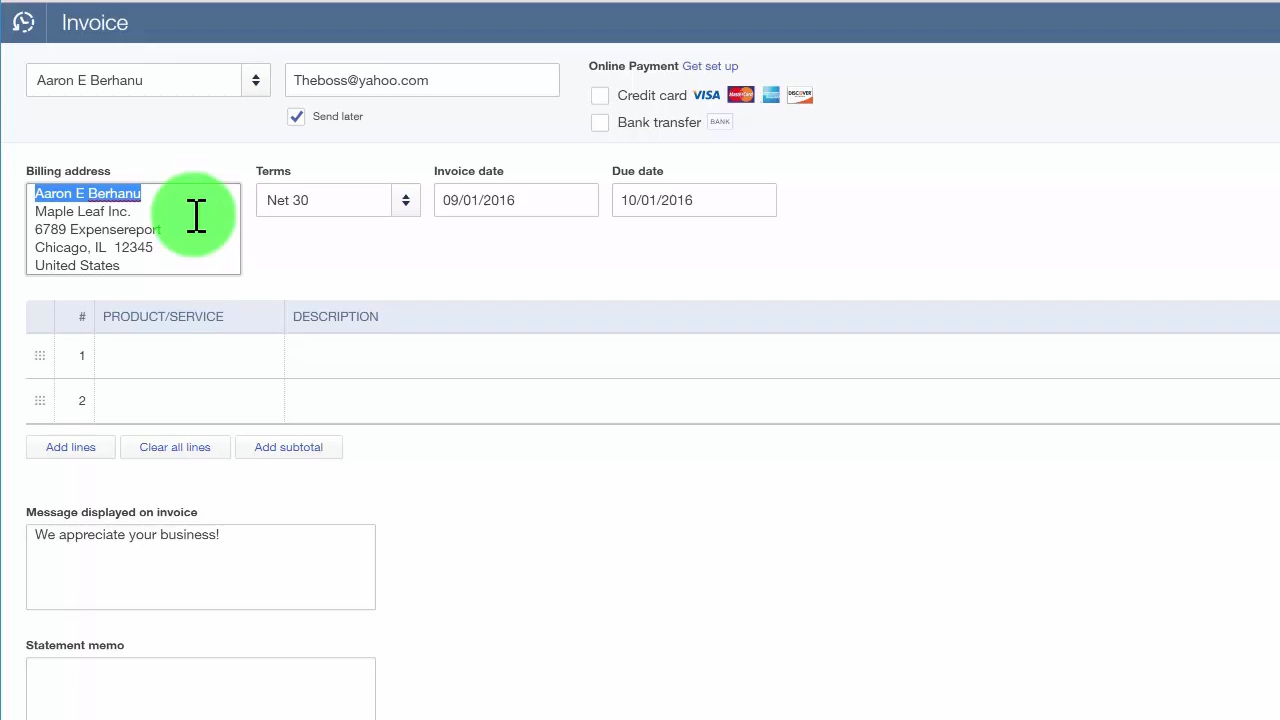 Invoice
Aaron E Berhanu
Theboss@yahoo.com
Send later
Online Payment Get set up
Credit card VISA MasterCard DISCOVER
Bank transfer BANK
Billing address
Aaron E Berhanu
Maple Leaf Inc.
6789 Expensereport
Chicago, IL 12345
United States
Terms
Net 30
Invoice date
09/01/2016
Due date
10/01/2016
# PRODUCT/SERVICE DESCRIPTION
1
2
Add lines Clear all lines Add subtotal
Message displayed on invoice
We appreciate your business!
Statement memo